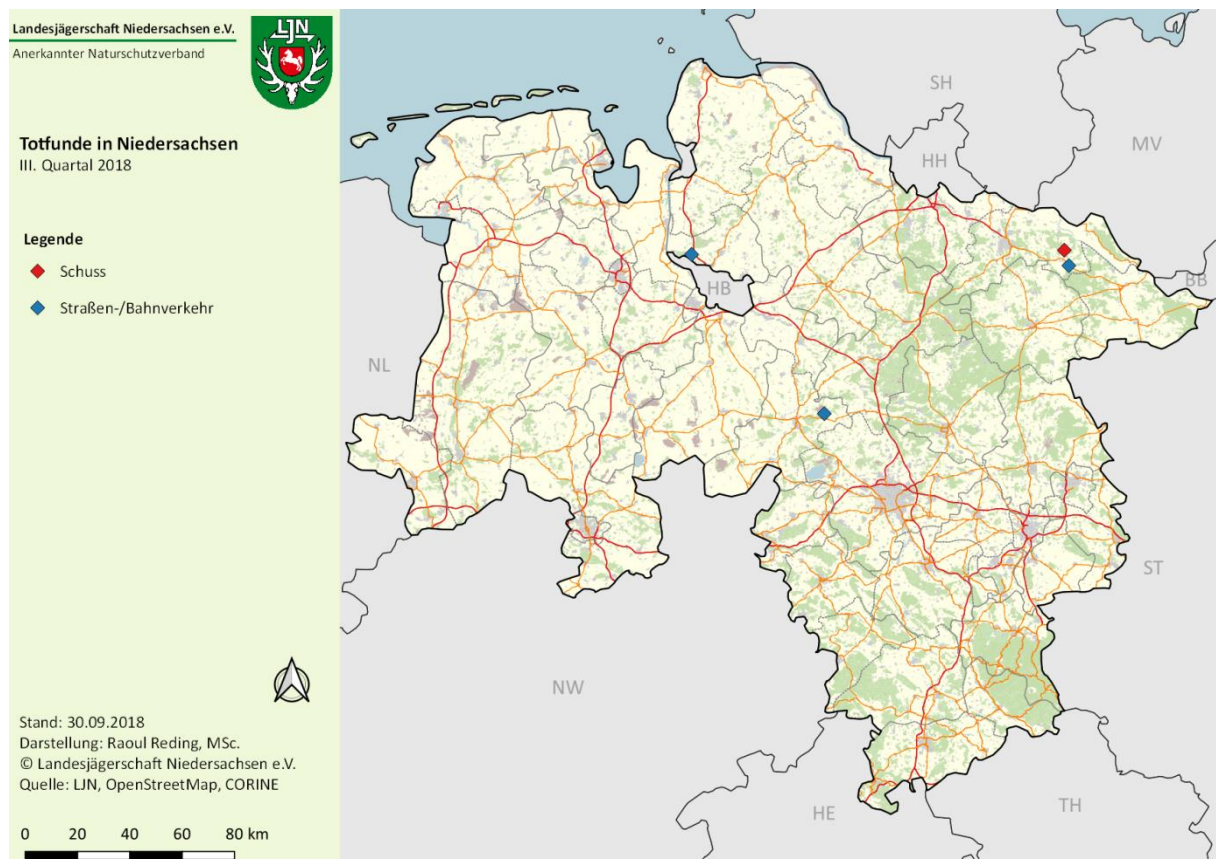 Landesjägerschaft Niedersachsen e.V.
Anerkannter Naturschutzverband
LJN
Totfunde in Niedersachsen
III. Quartal 2018
Legende
Schuss
Straßen-/Bahnverkehr
Stand: 30.09.2018
Darstellung: Raoul Reding, MSc.
© Landesjägerschaft Niedersachsen e.V.
Quelle: LJN, OpenStreetMap, CORINE
0 20 40 60 80 km
SH
MV
HH
HB
BB
NL
ST
NW
HE
TH